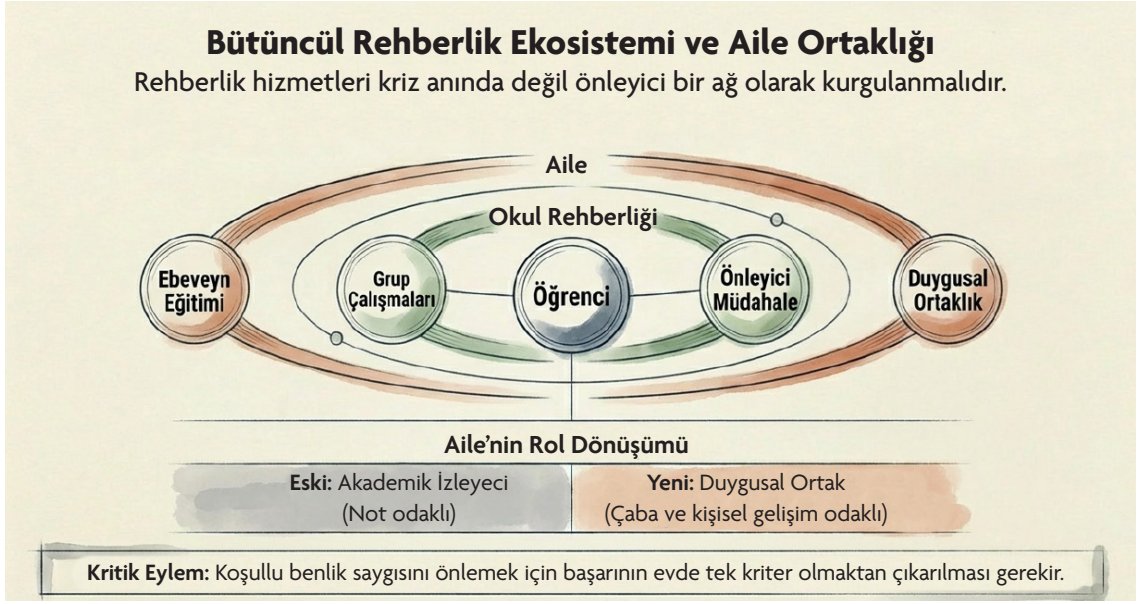 Bütüncül Rehberlik Ekosistemi ve Aile Ortaklığı
Rehberlik hizmetleri kriz anında değil önleyici bir ağ olarak kurgulanmalıdır.
Aile
Okul Rehberliği
Ebeveyn
Eğitimi
Grup
Çalışmaları
Öğrenci
Önleyici
Müdahale
Duygusal
Ortaklık
Aile’nin Rol Dönüşümü
Eski: Akademik İzleyeci
(Not odaklı)
Yeni: Duygusal Ortak
(Çaba ve kişisel gelişim odaklı)
Kritik Eylem: Koşullu benlik saygısını önlemek için başarının evde tek kriter olmaktan çıkarılması gerekir.